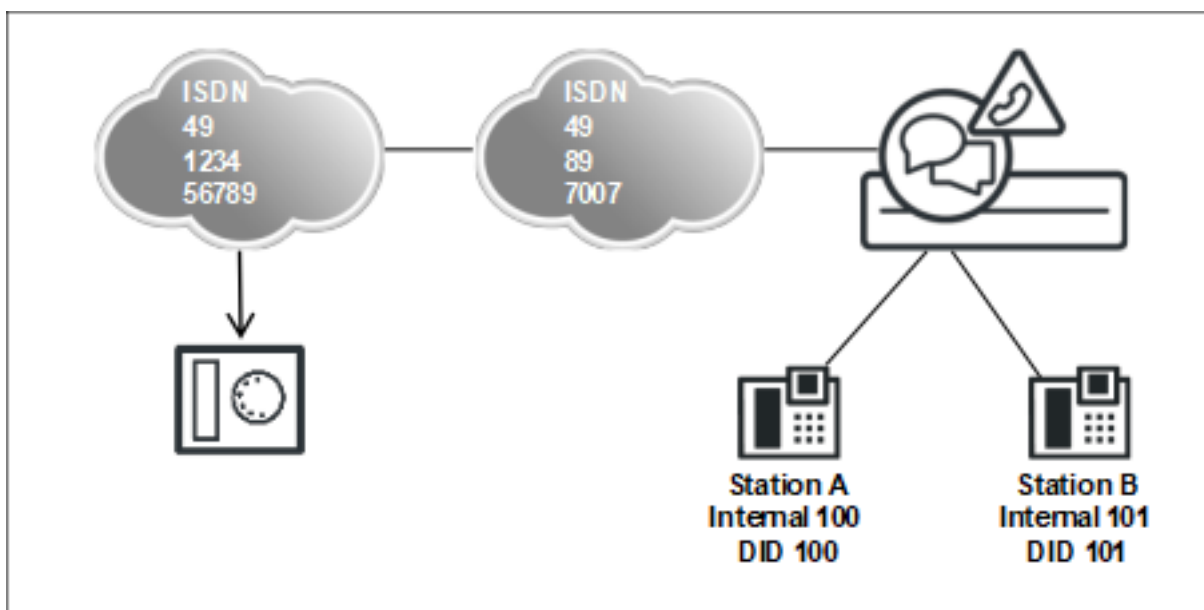 ISDN
49
1234
56789
ISDN
49
89
7007
Station A
Internal 100
DID 100
Station B
Internal 101
DID 101